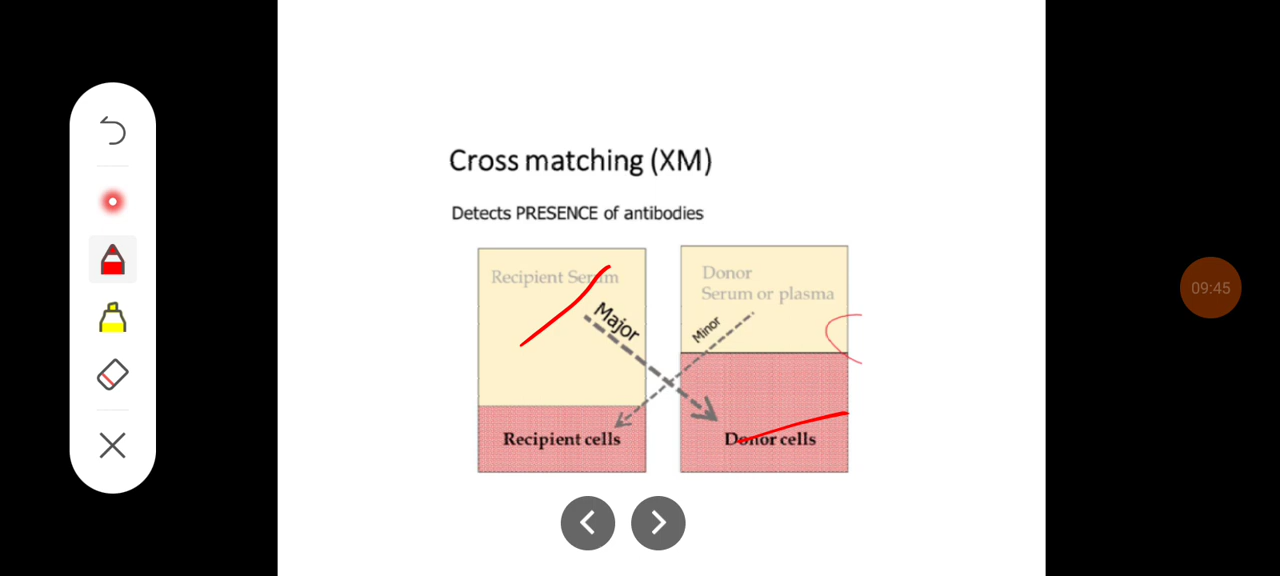 Cross matching (XM)
Detects PRESENCE of antibodies
Recipient Serum
Major
Recipient cells
Donor
Serum or plasma
Minor
Donor cells
09:45